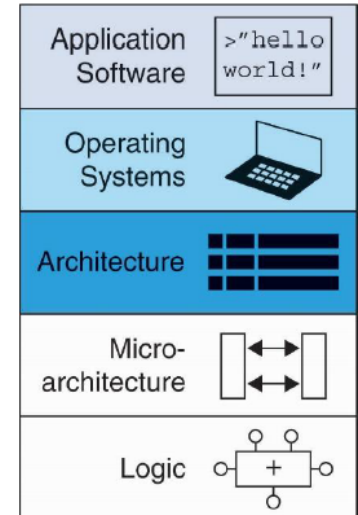 Application
Software
>"hello
world!"
Operating
Systems
Architecture
Micro-
architecture
Logic
+